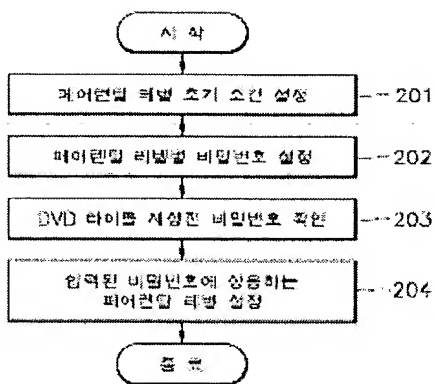 시 작
페어런탈 레벨 초기 조건 설정
201
페어런탈 레벨별 비밀번호 설정
202
DVD 타이틀 재생전 비밀번호 확인
203
입력된 비밀번호에 상응하는
페어런탈 레벨 설정
204
종 료